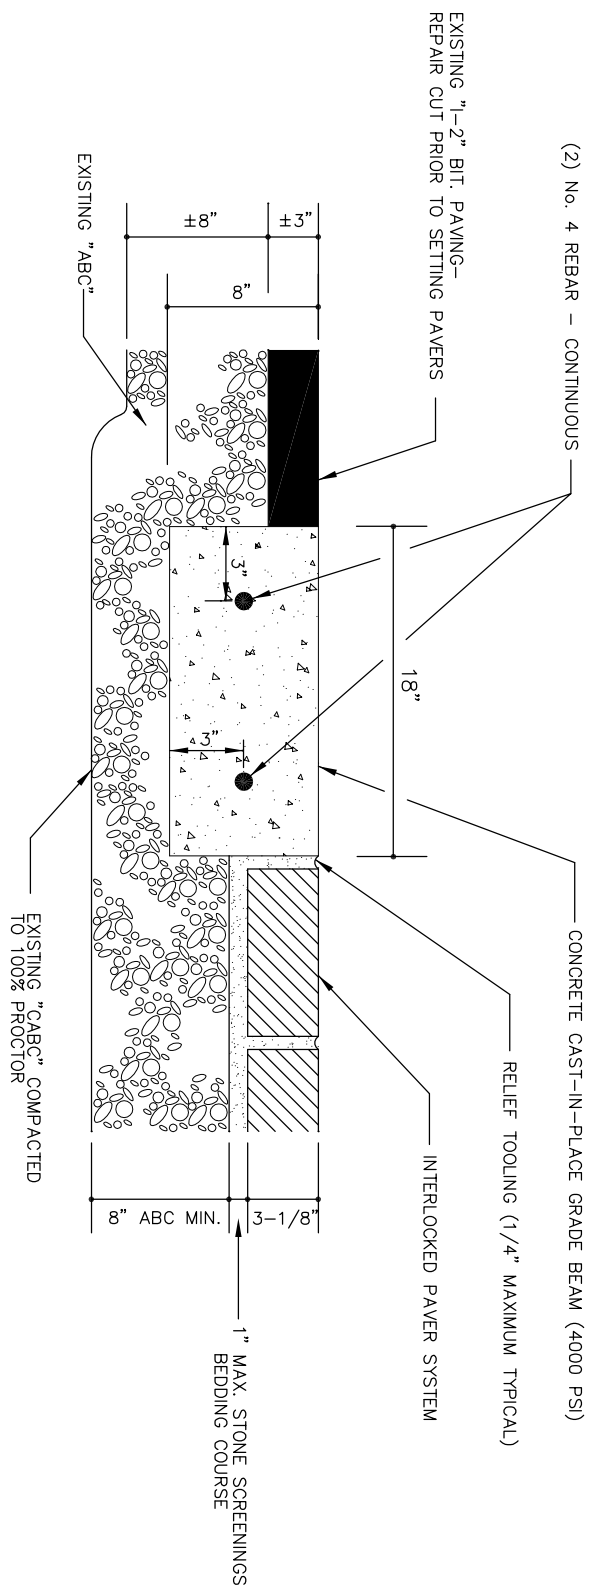 (2) No. 4 REBAR - CONTINUOUS
EXISTING "I-2" BIT. PAVING-
REPAIR CUT PRIOR TO SETTING PAVERS
EXISTING "ABC"
±8"
±3"
8"
18"
3"
3"
CONCRETE CAST-IN-PLACE GRADE BEAM (4000 PSI)
RELIEF TOOLING (1/4" MAXIMUM TYPICAL)
INTERLOCKED PAVER SYSTEM
3-1/8"
8" ABC MIN.
1" MAX. STONE SCREENINGS
BEDDING COURSE
EXISTING "CABC" COMPACTED
TO 100% PROCTOR